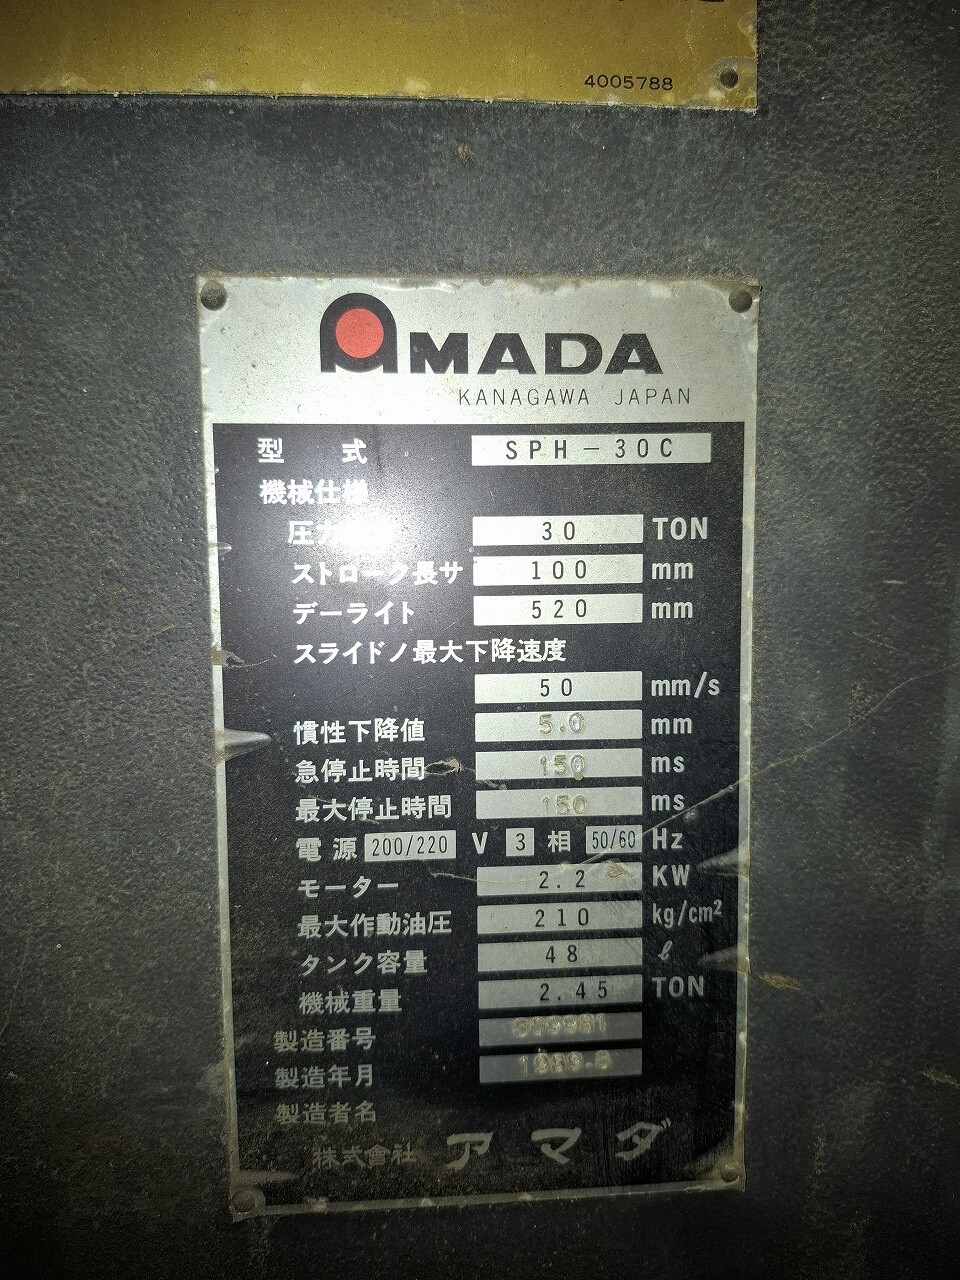 4005788
AMADA
KANAGAWA JAPAN
型式 SPH-30C
機械仕様
圧力 30 TON
ストローク長サ 100 mm
デーライト 520 mm
スライドノ最大下降速度
50 mm/s
慣性下降値 5.0 mm
急停止時間 150 ms
最大停止時間 150 ms
電源 200/220 V 3 相 50/60 Hz
モーター 2.2 KW
最大作動油圧 210 kg/cm²
タンク容量 48 ℓ
機械重量 2.45 TON
製造番号
製造年月
製造者名
株式會社 アマダ